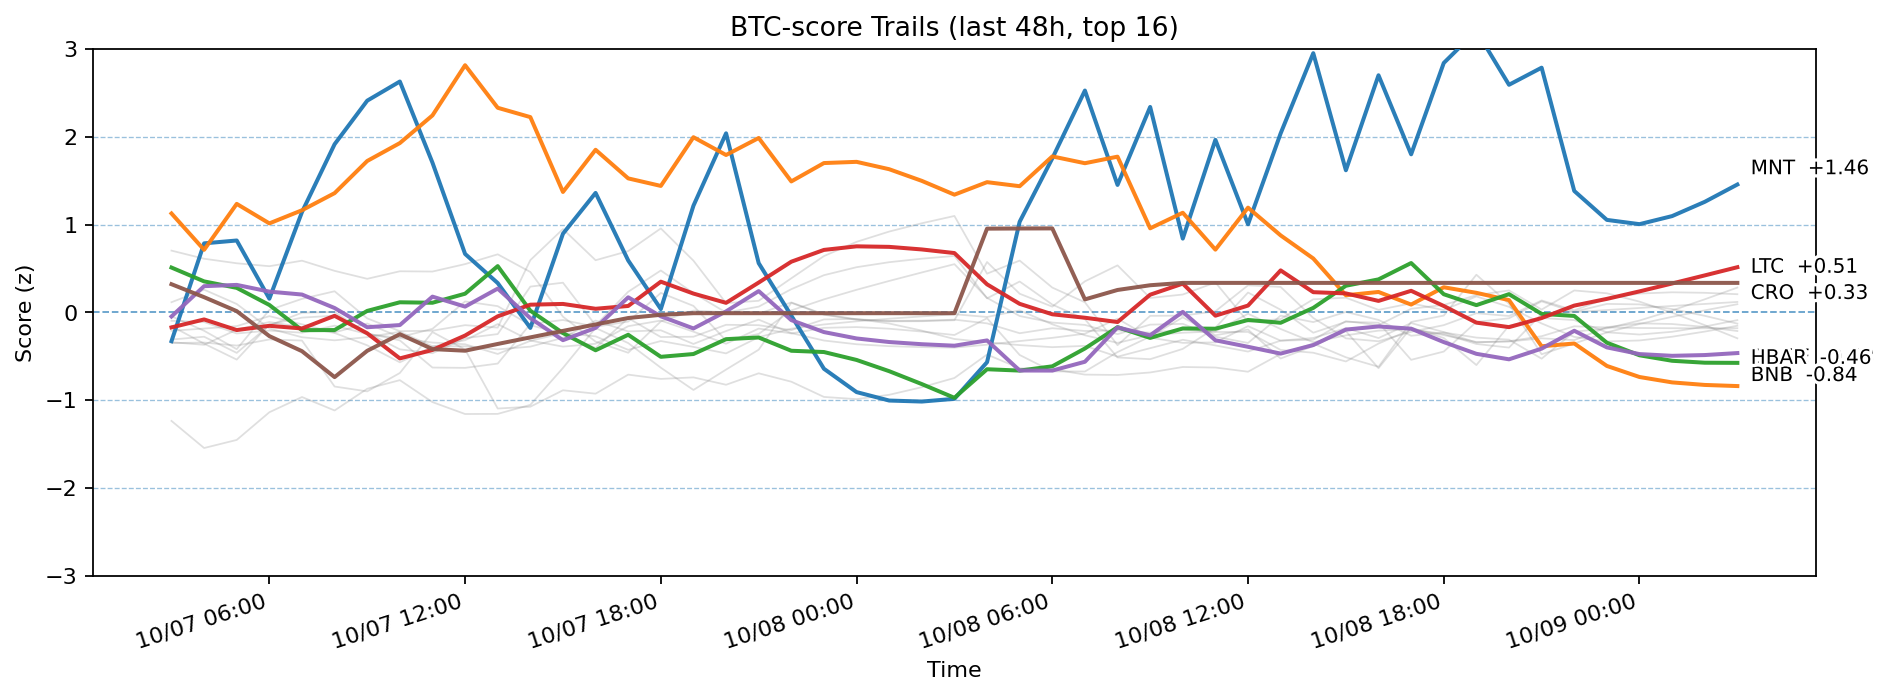 BTC-score Trails (last 48h, top 16)
Score (z)
3
2
1
0
−1
−2
−3
MNT +1.46
LTC +0.51
CRO +0.33
HBAR -0.46
BNB -0.84
10/07 06:00
10/07 12:00
10/07 18:00
10/08 00:00
10/08 06:00
10/08 12:00
10/08 18:00
10/09 00:00
Time